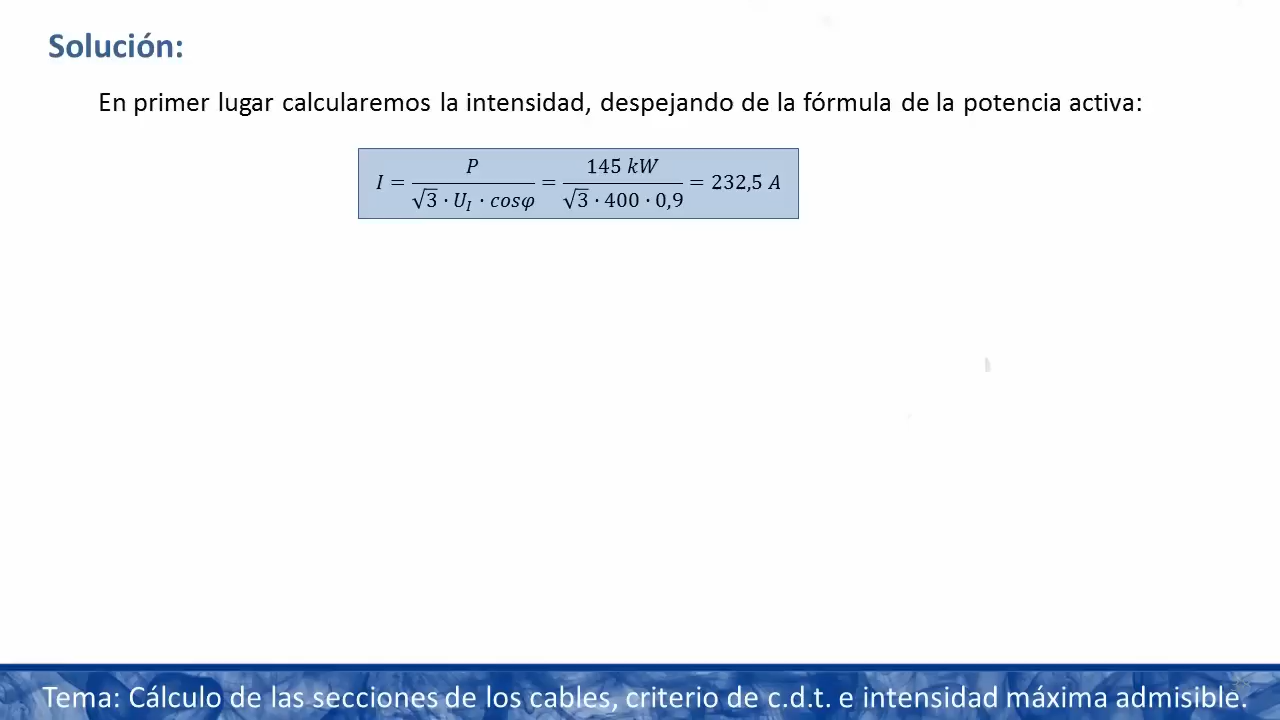 Solución:
En primer lugar calcularemos la intensidad, despejando de la fórmula de la potencia activa:
I = P / (√3 · U_I · cosφ) = 145 kW / (√3 · 400 · 0,9) = 232,5 A
Tema: Cálculo de las secciones de los cables, criterio de c.d.t. e intensidad máxima admisible.